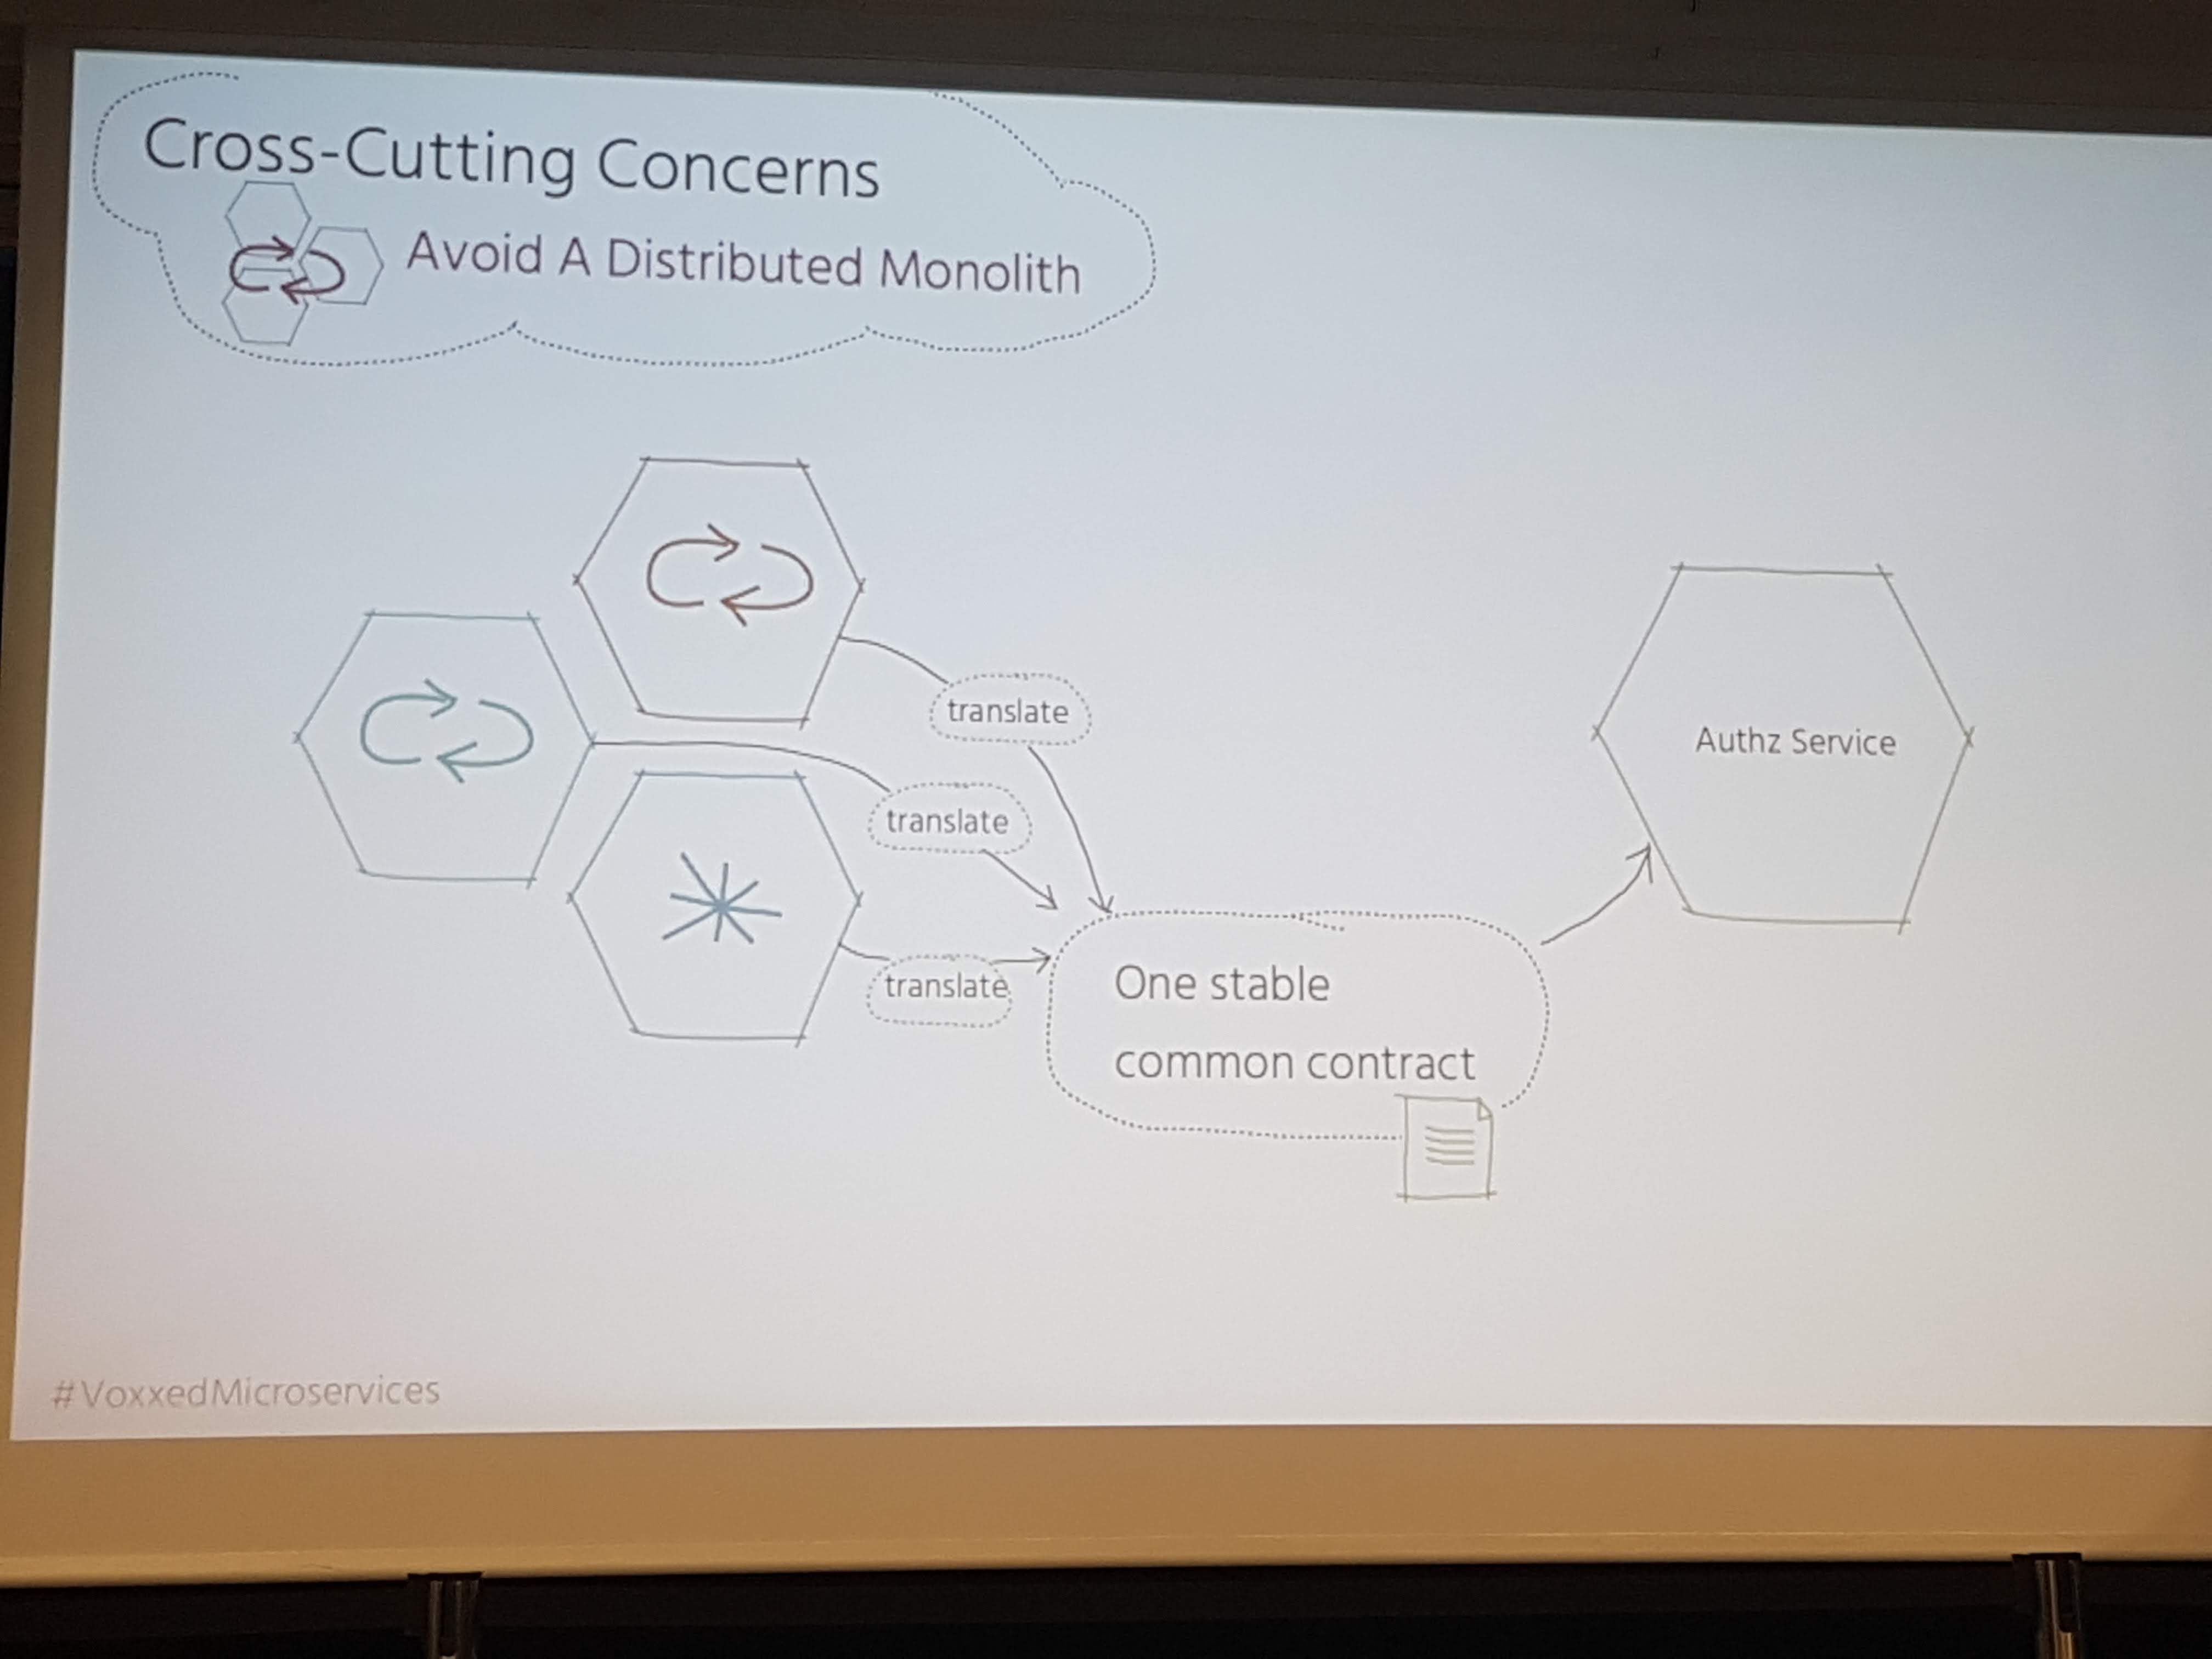 Cross-Cutting Concerns
Avoid A Distributed Monolith
translate
translate
translate
Authz Service
One stable
common contract
#VoxxedMicroservices